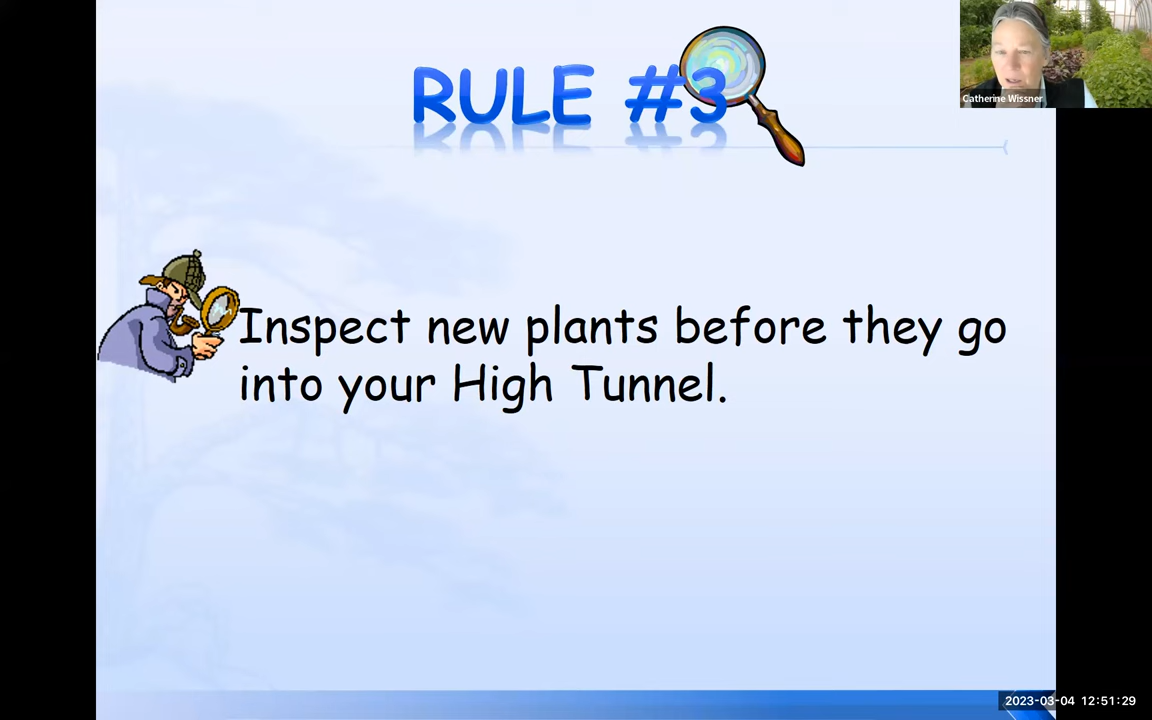 RULE #3
Catherine Wissner
Inspect new plants before they go
into your High Tunnel.
2023-03-04 12:51:29